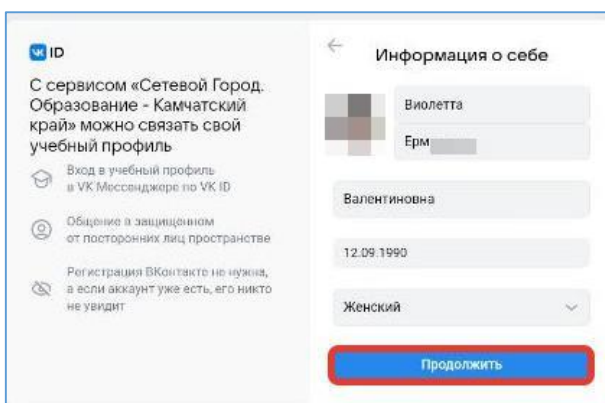 VK ID
С сервисом «Сетевой Город.
Образование - Камчатский
край» можно связать свой
учебный профиль
Вход в учебный профиль
в VK Мессенджере по VK ID
Общение в защищенном
от посторонних лиц пространстве
Регистрация ВКонтакте не нужна,
а если аккаунт уже есть, его никто
не увидит
Информация о себе
Виолетта
Ерм
Валентиновна
12.09.1990
Женский
Продолжить